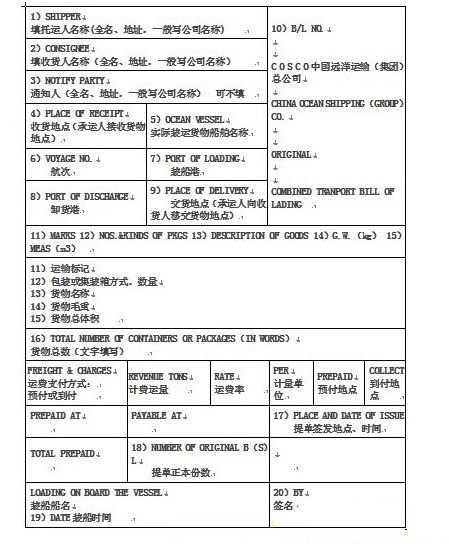 1) SHIPPER
填托运人名称(全名、地址,一般写公司名称)
10) B/L NO.
2) CONSIGNEE
填收货人名称(全名、地址,一般写公司名称)
COSCO中国远洋运输(集团)
总公司
CHINA OCEAN SHIPPING (GROUP)
CO.
ORIGINAL
COMBINED TRANPORT BILL OF
LADING
3) NOTIFY PARTY
通知人(全名、地址,一般写公司名称) 可不填
4) PLACE OF RECEIPT
收货地点(承运人接收货物
地点)
5) OCEAN VESSEL
实际装运货物船舶名称
6) VOYAGE NO.
航次
7) PORT OF LOADING
装船港
8) PORT OF DISCHARGE
卸货港
9) PLACE OF DELIVERY
交货地点(承运人向收
货人移交货物地点)
11) MARKS 12) NOS.&KINDS OF PKGS 13) DESCRIPTION OF GOODS 14) G.W. (kg) 15)
MEAS (m3)
11) 运输标记
12) 包装或集装箱方式,数量
13) 货物名称
14) 货物毛重
15) 货物总体积
16) TOTAL NUMBER OF CONTAINERS OR PACKAGES (IN WORDS)
货物总数(文字填写)
FREIGHT & CHARGES
运费支付方式:
预付或到付
REVENUE TONS
计费运量
RATE
运费率
PER
计量单
位
PREPAID
预付地点
COLLECT
到付地
点
PREPAID AT
PAYABLE AT
17) PLACE AND DATE OF ISSUE
提单签发地点、时间
TOTAL PREPAID
18) NUMBER OF ORIGINAL B (S)
L
提单正本份数
LOADING ON BOARD THE VESSEL
装船船名
19) DATE 装船时间
20) BY
签名